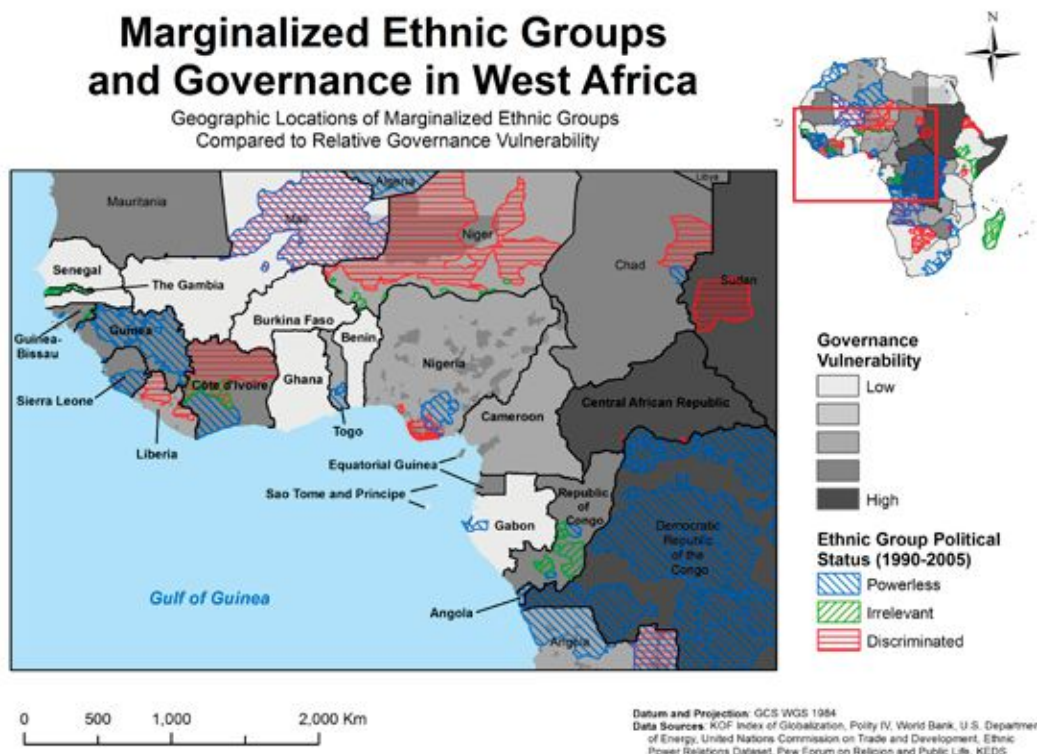 Marginalized Ethnic Groups
and Governance in West Africa
Geographic Locations of Marginalized Ethnic Groups
Compared to Relative Governance Vulnerability
N
Mauritania
Mali
Algeria
Niger
Libya
Chad
Sudan
Senegal
The Gambia
Guinea-
Bissau
Guinea
Burkina Faso
Benin
Nigeria
Sierra Leone
Côte d'Ivoire
Ghana
Liberia
Togo
Cameroon
Central African Republic
Equatorial Guinea
Sao Tome and Principe
Gabon
Republic
of
Congo
Democratic
Republic
of the
Congo
Gulf of Guinea
Angola
Angola
Governance
Vulnerability
Low
High
Ethnic Group Political
Status (1990-2005)
Powerless
Irrelevant
Discriminated
0 500 1,000 2,000 Km
Datum and Projection: GCS WGS 1984
Data Sources: KOF Index of Globalization, Polity IV, World Bank, U.S. Department
of Energy, United Nations Commission on Trade and Development, Ethnic
Power Relations Dataset, Pew Forum on Religion and Public Life, KEDS